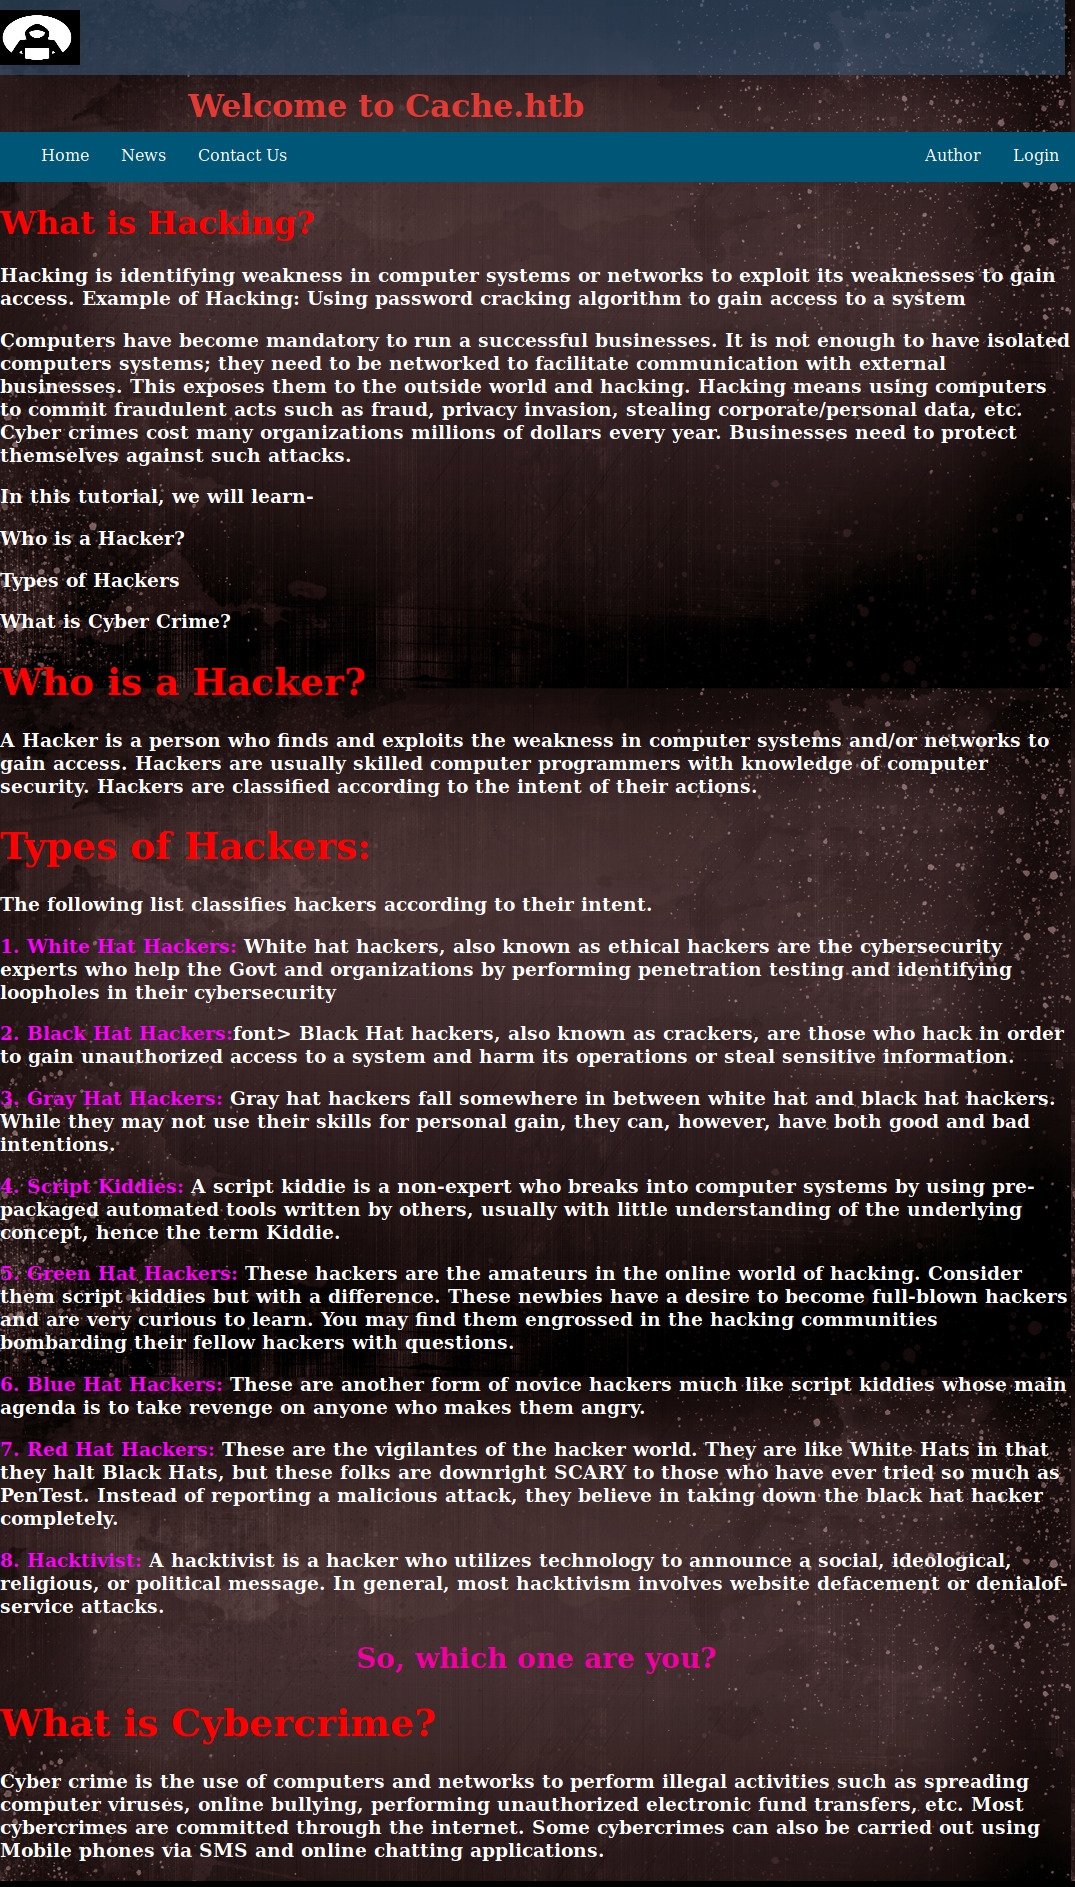 Welcome to Cache.htb
Home News Contact Us Author Login
What is Hacking?
Hacking is identifying weakness in computer systems or networks to exploit its weaknesses to gain
access. Example of Hacking: Using password cracking algorithm to gain access to a system
Computers have become mandatory to run a successful businesses. It is not enough to have isolated
computers systems; they need to be networked to facilitate communication with external
businesses. This exposes them to the outside world and hacking. Hacking means using computers
to commit fraudulent acts such as fraud, privacy invasion, stealing corporate/personal data, etc.
Cyber crimes cost many organizations millions of dollars every year. Businesses need to protect
themselves against such attacks.
In this tutorial, we will learn-
Who is a Hacker?
Types of Hackers
What is Cyber Crime?
Who is a Hacker?
A Hacker is a person who finds and exploits the weakness in computer systems and/or networks to
gain access. Hackers are usually skilled computer programmers with knowledge of computer
security. Hackers are classified according to the intent of their actions.
Types of Hackers:
The following list classifies hackers according to their intent.
1. White Hat Hackers: White hat hackers, also known as ethical hackers are the cybersecurity
experts who help the Govt and organizations by performing penetration testing and identifying
loopholes in their cybersecurity
2. Black Hat Hackers:font> Black Hat hackers, also known as crackers, are those who hack in order
to gain unauthorized access to a system and harm its operations or steal sensitive information.
3. Gray Hat Hackers: Gray hat hackers fall somewhere in between white hat and black hat hackers.
While they may not use their skills for personal gain, they can, however, have both good and bad
intentions.
4. Script Kiddies: A script kiddie is a non-expert who breaks into computer systems by using pre-
packaged automated tools written by others, usually with little understanding of the underlying
concept, hence the term Kiddie.
5. Green Hat Hackers: These hackers are the amateurs in the online world of hacking. Consider
them script kiddies but with a difference. These newbies have a desire to become full-blown hackers
and are very curious to learn. You may find them engrossed in the hacking communities
bombarding their fellow hackers with questions.
6. Blue Hat Hackers: These are another form of novice hackers much like script kiddies whose main
agenda is to take revenge on anyone who makes them angry.
7. Red Hat Hackers: These are the vigilantes of the hacker world. They are like White Hats in that
they halt Black Hats, but these folks are downright SCARY to those who have ever tried so much as
PenTest. Instead of reporting a malicious attack, they believe in taking down the black hat hacker
completely.
8. Hacktivist: A hacktivist is a hacker who utilizes technology to announce a social, ideological,
religious, or political message. In general, most hacktivism involves website defacement or denialof-
service attacks.
So, which one are you?
What is Cybercrime?
Cyber crime is the use of computers and networks to perform illegal activities such as spreading
computer viruses, online bullying, performing unauthorized electronic fund transfers, etc. Most
cybercrimes are committed through the internet. Some cybercrimes can also be carried out using
Mobile phones via SMS and online chatting applications.